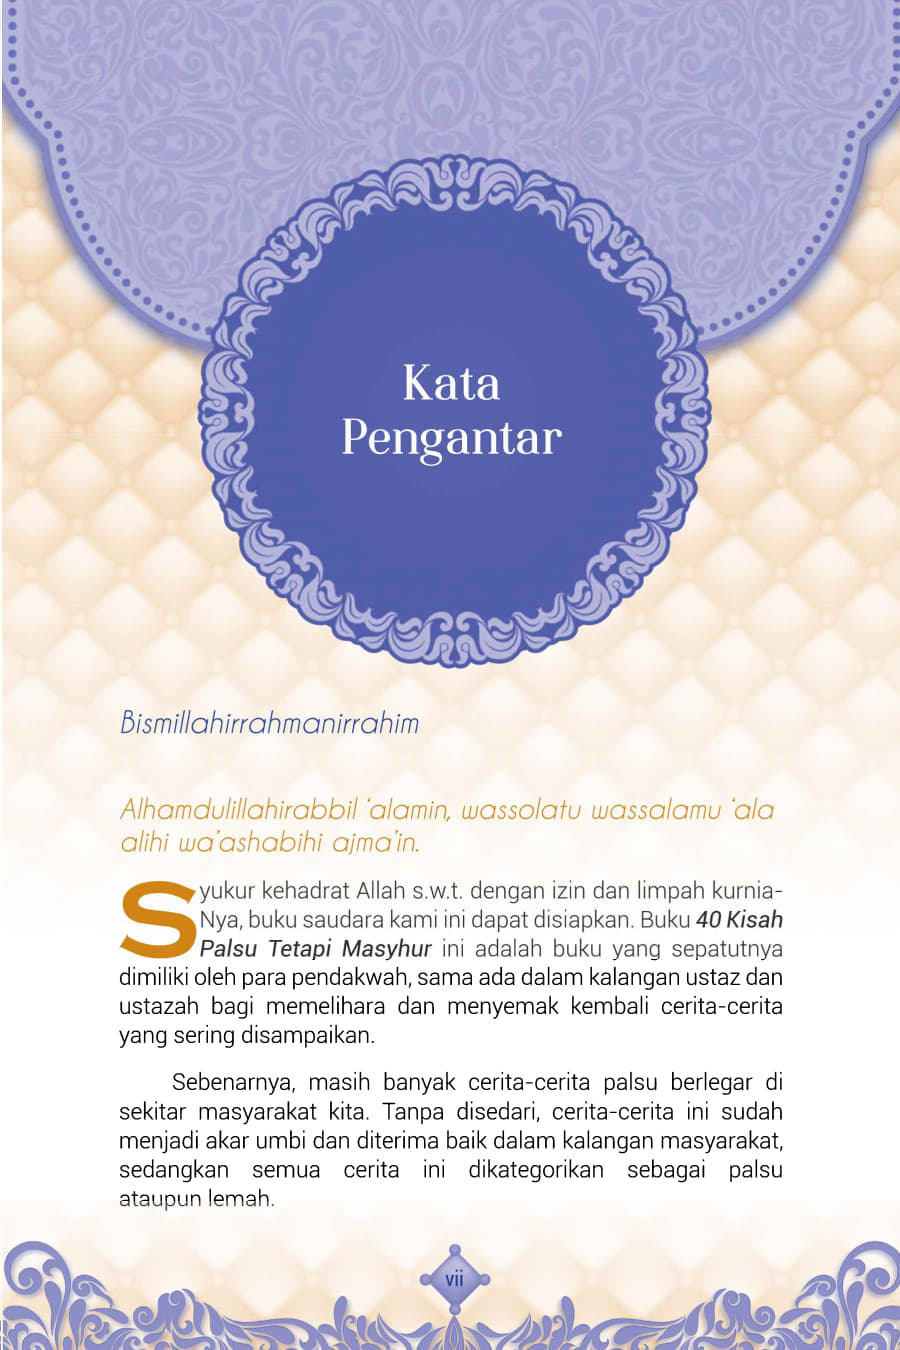 Kata
Pengantar
Bismillahirrahmanirrahim
Alhamdulillahirabbil ‘alamin, wassolatu wassalamu ‘ala
alihi wa’ashabihi ajma’in.
Syukur kehadrat Allah s.w.t. dengan izin dan limpah kurnia-
Nya, buku saudara kami ini dapat disiapkan. Buku 40 Kisah
Palsu Tetapi Masyhur ini adalah buku yang sepatutnya
dimiliki oleh para pendakwah, sama ada dalam kalangan ustaz dan
ustazah bagi memelihara dan menyemak kembali cerita-cerita
yang sering disampaikan.
Sebenarnya, masih banyak cerita-cerita palsu berlegar di
sekitar masyarakat kita. Tanpa disedari, cerita-cerita ini sudah
menjadi akar umbi dan diterima baik dalam kalangan masyarakat,
sedangkan semua cerita ini dikategorikan sebagai palsu
ataupun lemah.
vii